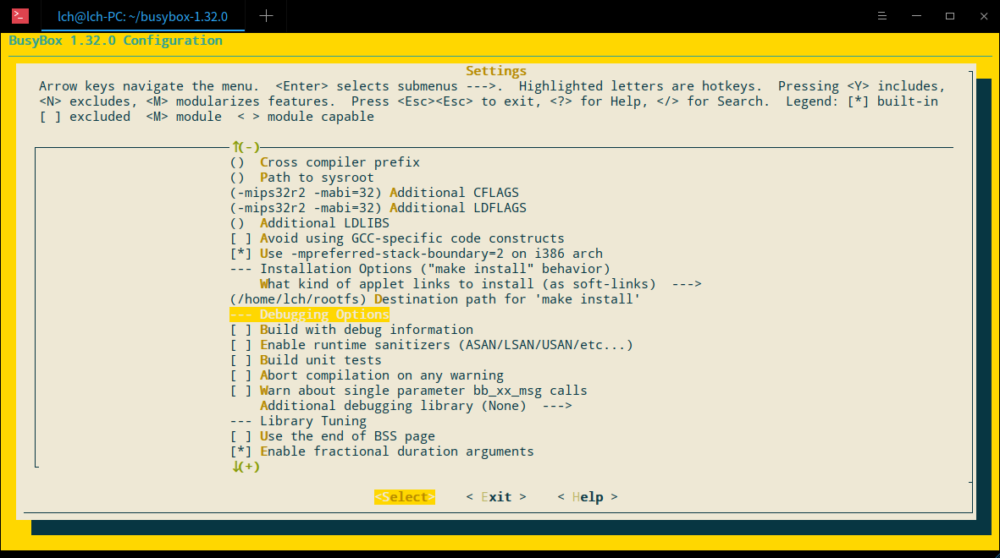 lch@lch-PC: ~/busybox-1.32.0
BusyBox 1.32.0 Configuration
Settings
Arrow keys navigate the menu.  <Enter> selects submenus --->.  Highlighted letters are hotkeys.  Pressing <Y> includes,
<N> excludes, <M> modularizes features.  Press <Esc><Esc> to exit, <?> for Help, </> for Search.  Legend: [*] built-in
[ ] excluded  <M> module  < > module capable
↑(-)
()  Cross compiler prefix
()  Path to sysroot
(-mips32r2 -mabi=32) Additional CFLAGS
(-mips32r2 -mabi=32) Additional LDFLAGS
()  Additional LDLIBS
[ ] Avoid using GCC-specific code constructs
[*] Use -mpreferred-stack-boundary=2 on i386 arch
--- Installation Options ("make install" behavior)
What kind of applet links to install (as soft-links)  --->
(/home/lch/rootfs) Destination path for 'make install'
--- Debugging Options
[ ] Build with debug information
[ ] Enable runtime sanitizers (ASAN/LSAN/USAN/etc...)
[ ] Build unit tests
[ ] Abort compilation on any warning
[ ] Warn about single parameter bb_xx_msg calls
Additional debugging library (None)  --->
--- Library Tuning
[ ] Use the end of BSS page
[*] Enable fractional duration arguments
↓(+)
<Select>    < Exit >    < Help >